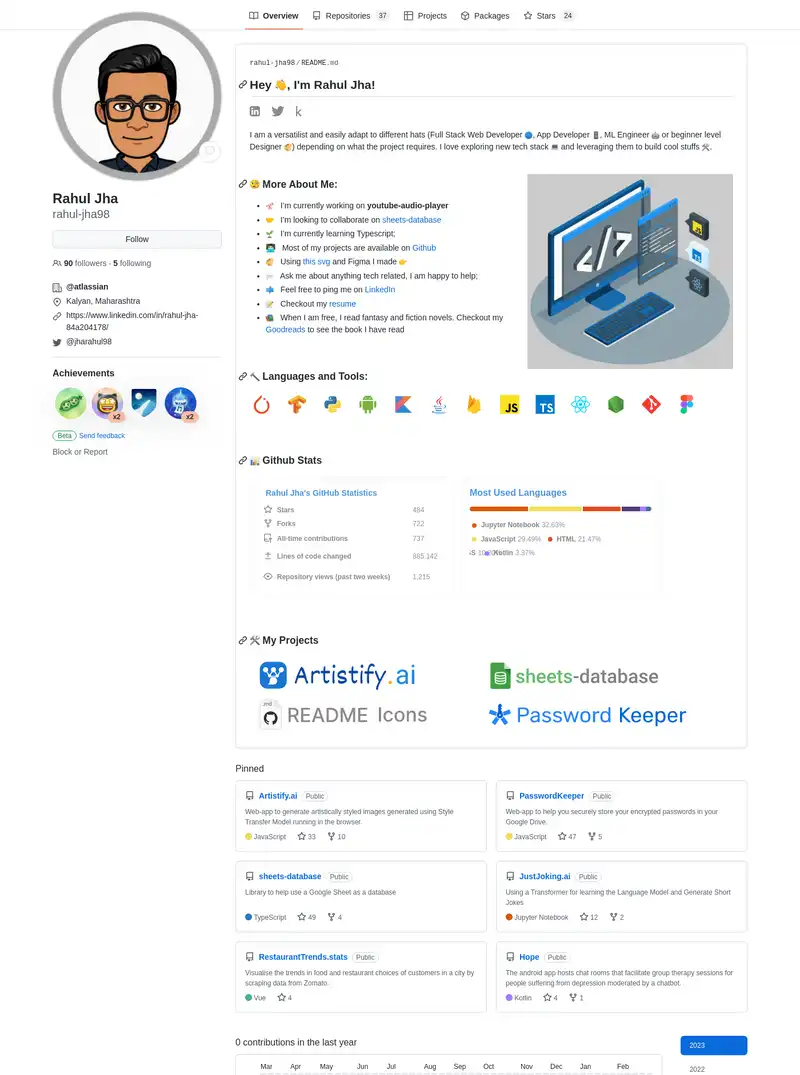 Overview Repositories 37 Projects Packages Stars 24
Rahul Jha
rahul-jha98
Follow
90 followers · 5 following
@atlassian
Kalyan, Maharashtra
https://www.linkedin.com/in/rahul-jha-
84a204178/
@jharahul98
Achievements
x2
x2
Beta Send feedback
Block or Report
rahul-jha98/README.md
Hey 👋, I'm Rahul Jha!
k
I am a versatilist and easily adapt to different hats (Full Stack Web Developer 🌐, App Developer 📱, ML Engineer 🤖 or beginner level
Designer 🎨) depending on what the project requires. I love exploring new tech stack 💻 and leveraging them to build cool stuffs 🛠️.
More About Me:
I'm currently working on youtube-audio-player
I'm looking to collaborate on sheets-database
I'm currently learning Typescript;
Most of my projects are available on Github
Using this svg and Figma I made 👉
Ask me about anything tech related, I am happy to help;
Feel free to ping me on LinkedIn
Checkout my resume
When I am free, I read fantasy and fiction novels. Checkout my
Goodreads to see the book I have read
</>
JS
TS
Languages and Tools:
JS
TS
Github Stats
Rahul Jha's GitHub Statistics
Stars 484
Forks 722
All-time contributions 737
Lines of code changed 885,142
Repository views (past two weeks) 1,215
Most Used Languages
Jupyter Notebook 32.63%
JavaScript 29.49% HTML 21.47%
Kotlin 3.37%
My Projects
Artistify.ai
sheets-database
.md
README Icons
Password Keeper
Pinned
Artistify.ai Public
Web-app to generate artistically styled images generated using Style
Transfer Model running in the browser.
JavaScript 33 10
PasswordKeeper Public
Web-app to help you securely store your encrypted passwords in your
Google Drive.
JavaScript 47 5
sheets-database Public
Library to help use a Google Sheet as a database
TypeScript 49 4
JustJoking.ai Public
Using a Transformer for learning the Language Model and Generate Short
Jokes
Jupyter Notebook 12 2
RestaurantTrends.stats Public
Visualise the trends in food and restaurant choices of customers in a city by
scraping data from Zomato.
Vue 4
Hope Public
The android app hosts chat rooms that facilitate group therapy sessions for
people suffering from depression moderated by a chatbot.
Kotlin 4 1
0 contributions in the last year
Mar Apr May Jun Jul Aug Sep Oct Nov Dec Jan Feb
2023
2022